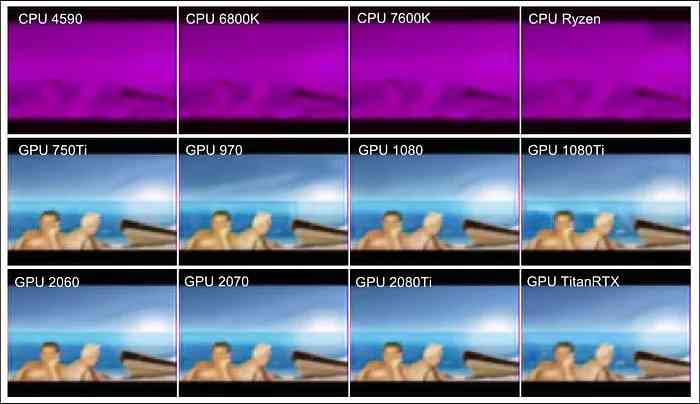 CPU 4590
CPU 6800K
CPU 7600K
CPU Ryzen
GPU 750Ti
GPU 970
GPU 1080
GPU 1080Ti
GPU 2060
GPU 2070
GPU 2080Ti
GPU TitanRTX